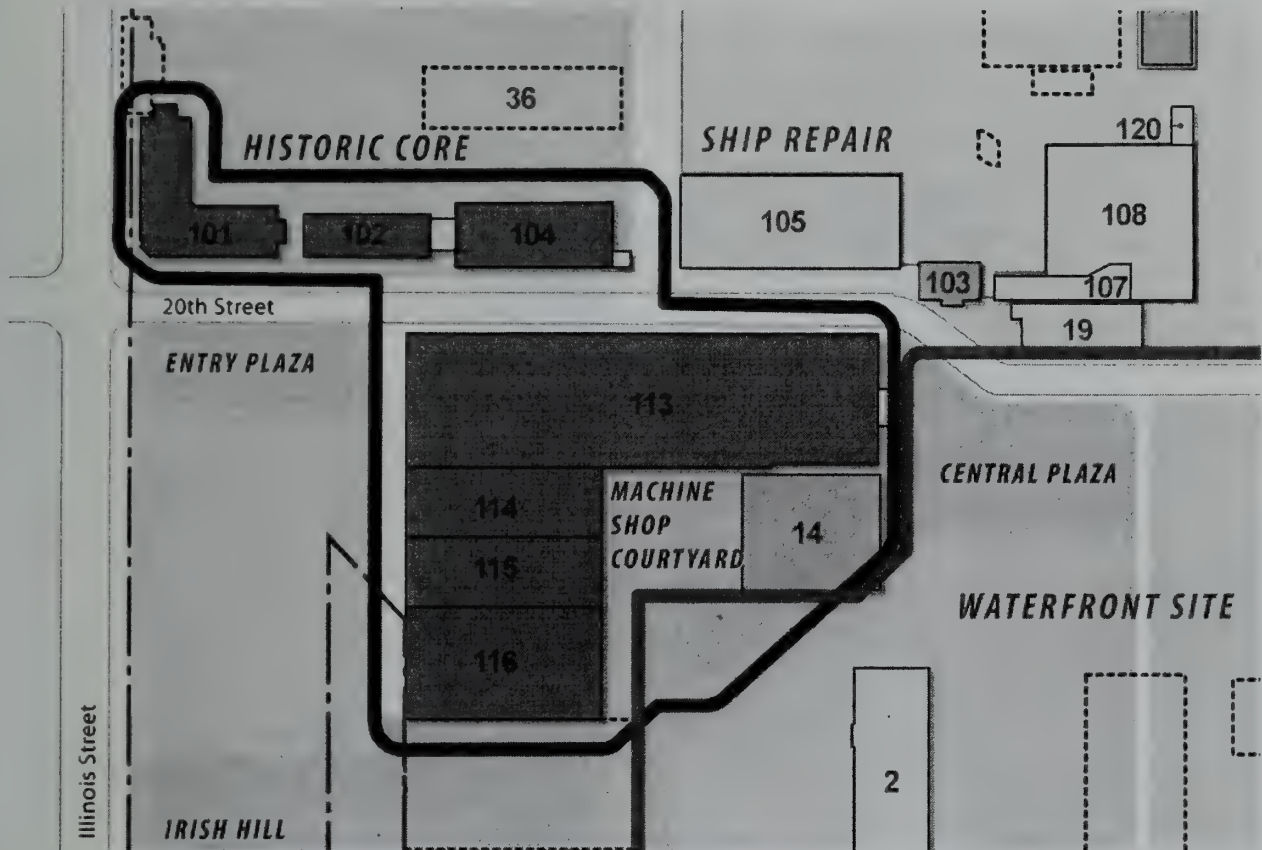 36
HISTORIC CORE
SHIP REPAIR
120
101
102
104
105
108
103
107
19
20th Street
ENTRY PLAZA
113
CENTRAL PLAZA
114
MACHINE
SHOP
COURTYARD
14
115
WATERFRONT SITE
116
2
Illinois Street
IRISH HILL